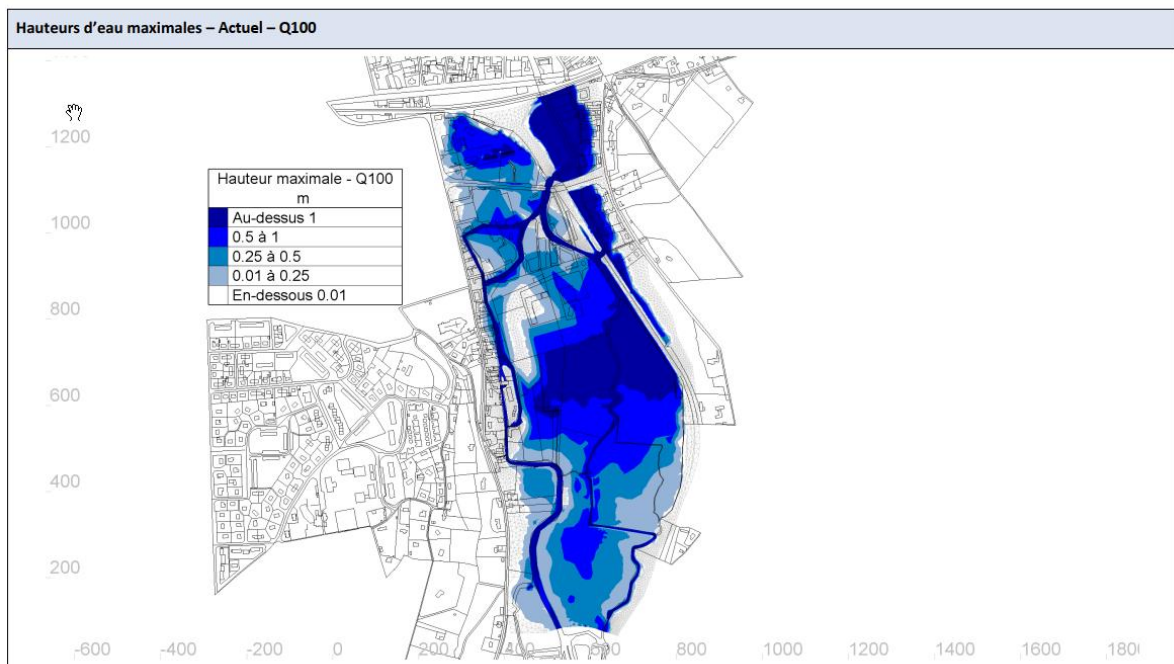 Hauteurs d'eau maximales – Actuel – Q100
1200
1000
800
600
400
200
Hauteur maximale - Q100
m
Au-dessus 1
0.5 à 1
0.25 à 0.5
0.01 à 0.25
En-dessous 0.01
-600 -400 -200 0 200 400 600 800 1000 1200 1400 1600